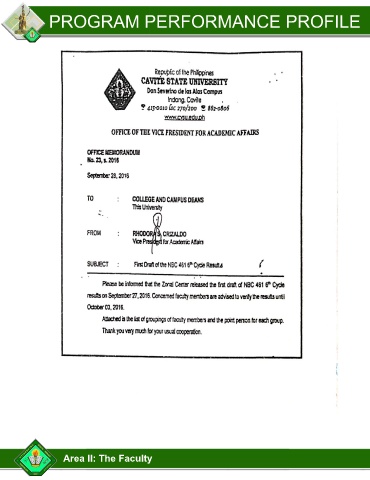 PROGRAM PERFORMANCE PROFILE
Republic of the Philippines
CAVITE STATE UNIVERSITY
Don Severino de las Alas Campus
Indang, Cavite
☎ 415-0010 loc 270/200 ☎ 862-0806
www.cvsu.edu.ph
OFFICE OF THE VICE PRESIDENT FOR ACADEMIC AFFAIRS
OFFICE MEMORANDUM
No. 23, s. 2016
September 28, 2016
TO : COLLEGE AND CAMPUS DEANS
This University
FROM : RHODORA S. CRIZALDO
Vice President for Academic Affairs
SUBJECT : First Draft of the NBC 461 6th Cycle Results
Please be informed that the Zonal Center released the first draft of NBC 461 6th Cycle
results on September 27, 2016. Concerned faculty members are advised to verify the results until
October 03, 2016.
Attached is the list of groupings of faculty members and the point person for each group.
Thank you very much for your usual cooperation.
Area II: The Faculty